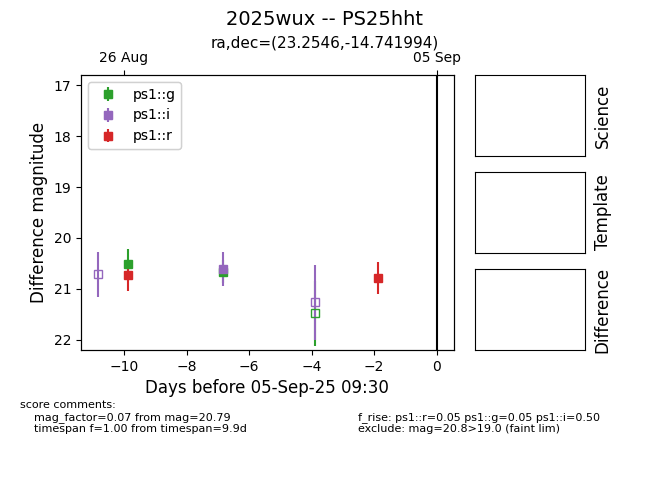 2025wux -- PS25hht
ra,dec=(23.2546,-14.741994)
26 Aug
05 Sep
17
18
19
20
21
22
Difference magnitude
ps1::g
ps1::i
ps1::r
−10
−8
−6
−4
−2
0
Days before 05-Sep-25 09:30
Science
Template
Difference
score comments:
mag_factor=0.07 from mag=20.79
timespan f=1.00 from timespan=9.9d
f_rise: ps1::r=0.05 ps1::g=0.05 ps1::i=0.50
exclude: mag=20.8>19.0 (faint lim)